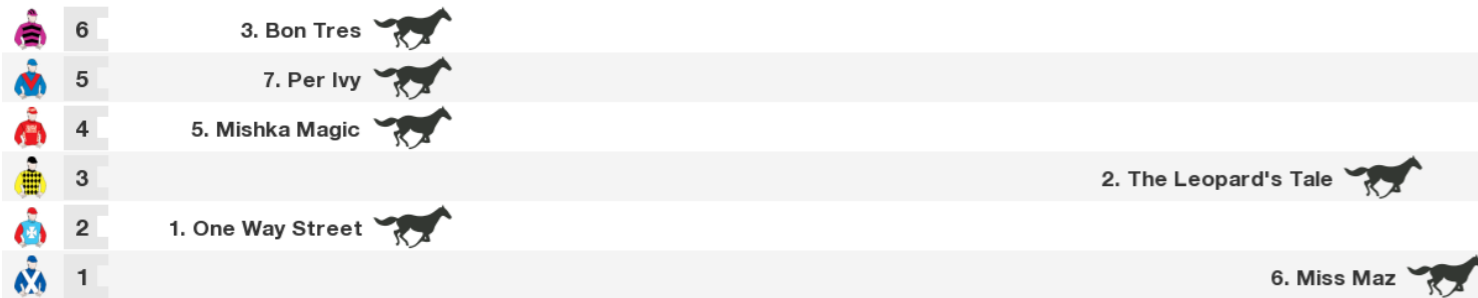 6 3. Bon Tres
5 7. Per Ivy
4 5. Mishka Magic
3 2. The Leopard's Tale
2 1. One Way Street
1 6. Miss Maz